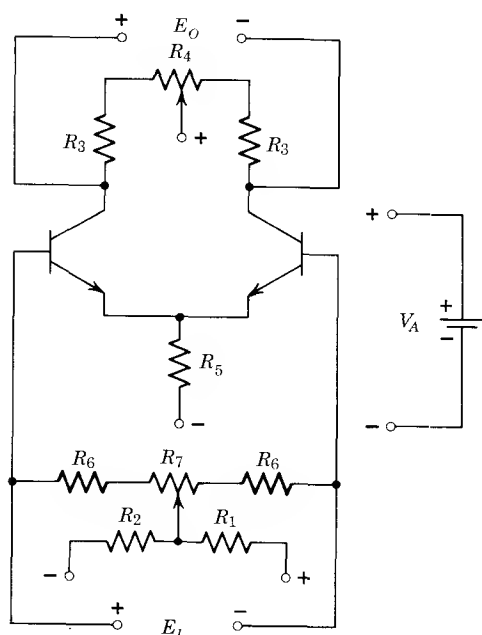 + E_O -
R_4
R_3 + R_3
+
+
V_A
-
R_5
-
-
R_6 R_7 R_6
R_2 R_1
- +
+ E_I -